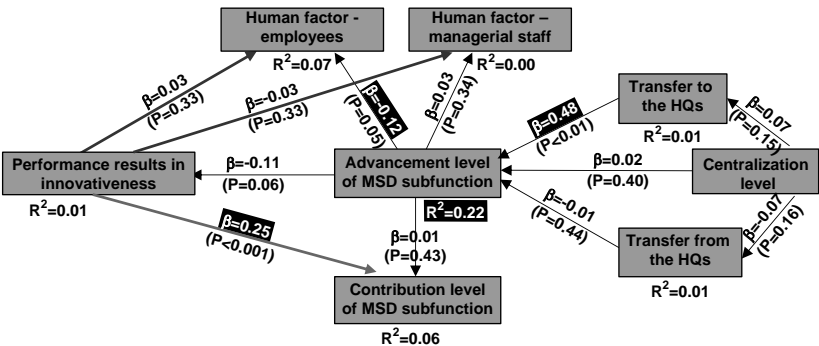 Human factor -
employees
R²=0.07
Human factor –
managerial staff
R²=0.00
β=0.03
(P=0.33)
β=-0.03
(P=0.33)
β=-0.12
(P=0.05)
β=0.03
(P=0.34)
β=0.48
(P<0.01)
Transfer to
the HQs
R²=0.01
β=0.07
(P=0.15)
Performance results in
innovativeness
R²=0.01
β=-0.11
(P=0.06)
Advancement level
of MSD subfunction
R²=0.22
β=0.02
(P=0.40)
Centralization
level
β=0.25
(P<0.001)
β=0.01
(P=0.43)
β=-0.01
(P=0.44)
Transfer from
the HQs
R²=0.01
β=-0.07
(P=0.16)
Contribution level
of MSD subfunction
R²=0.06